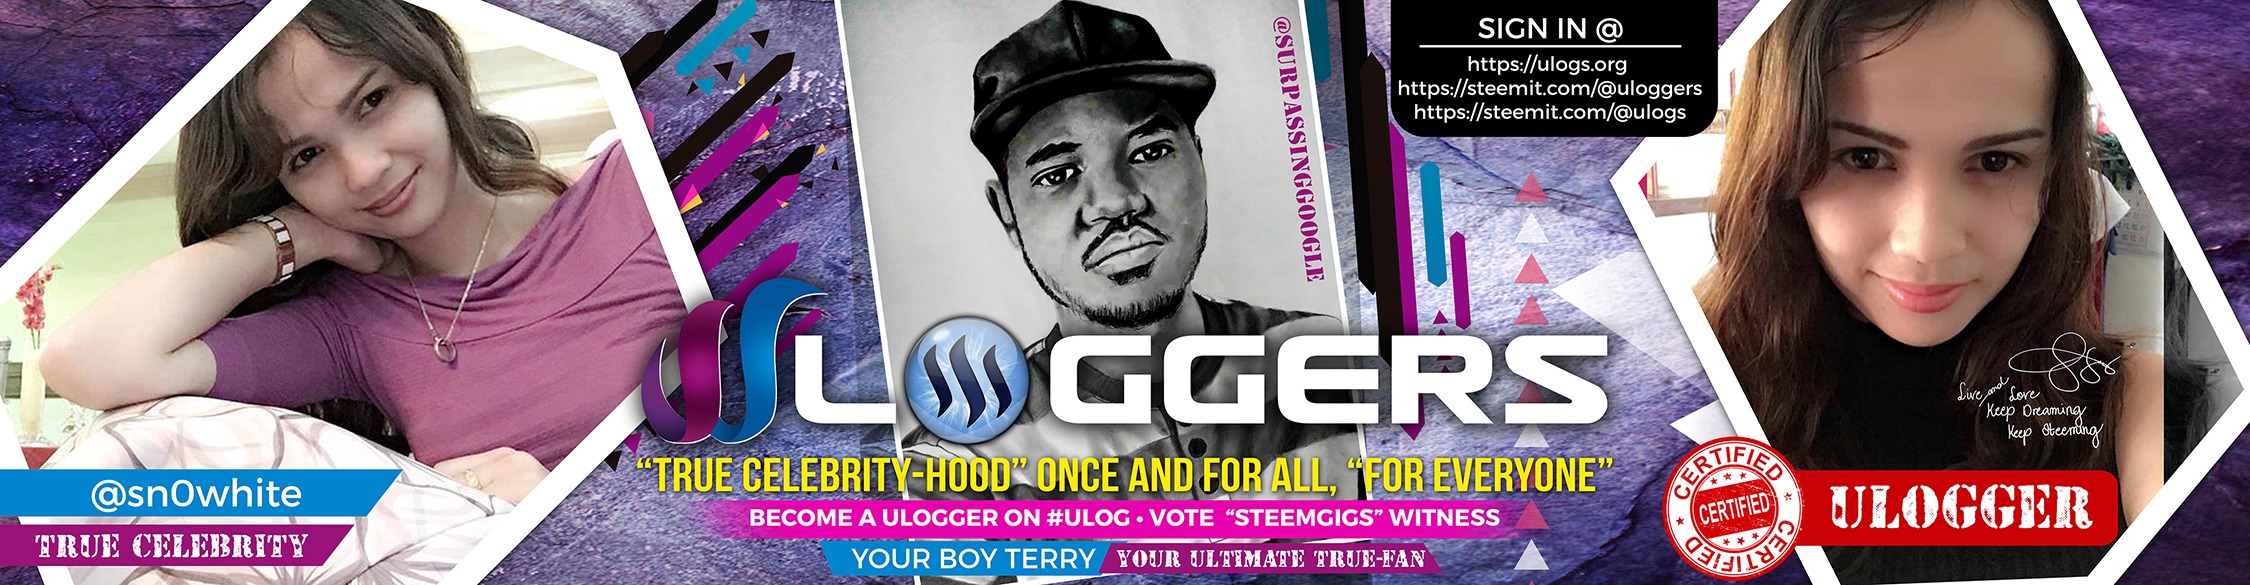 @sn0white
TRUE CELEBRITY
@SURPASSINGGOOGLE
SIGN IN @
https://ulogs.org
https://steemit.com/@uloggers
https://steemit.com/@ulogs
ULOGGERS
“TRUE CELEBRITY-HOOD” ONCE AND FOR ALL, “FOR EVERYONE”
BECOME A ULOGGER ON #ULOG • VOTE “STEEMGIGS” WITNESS
YOUR BOY TERRY YOUR ULTIMATE TRUE-FAN
Live and Love
Keep Dreaming
Keep Steeming
CERTIFIED
CERTIFIED
CERTIFIED
ULOGGER